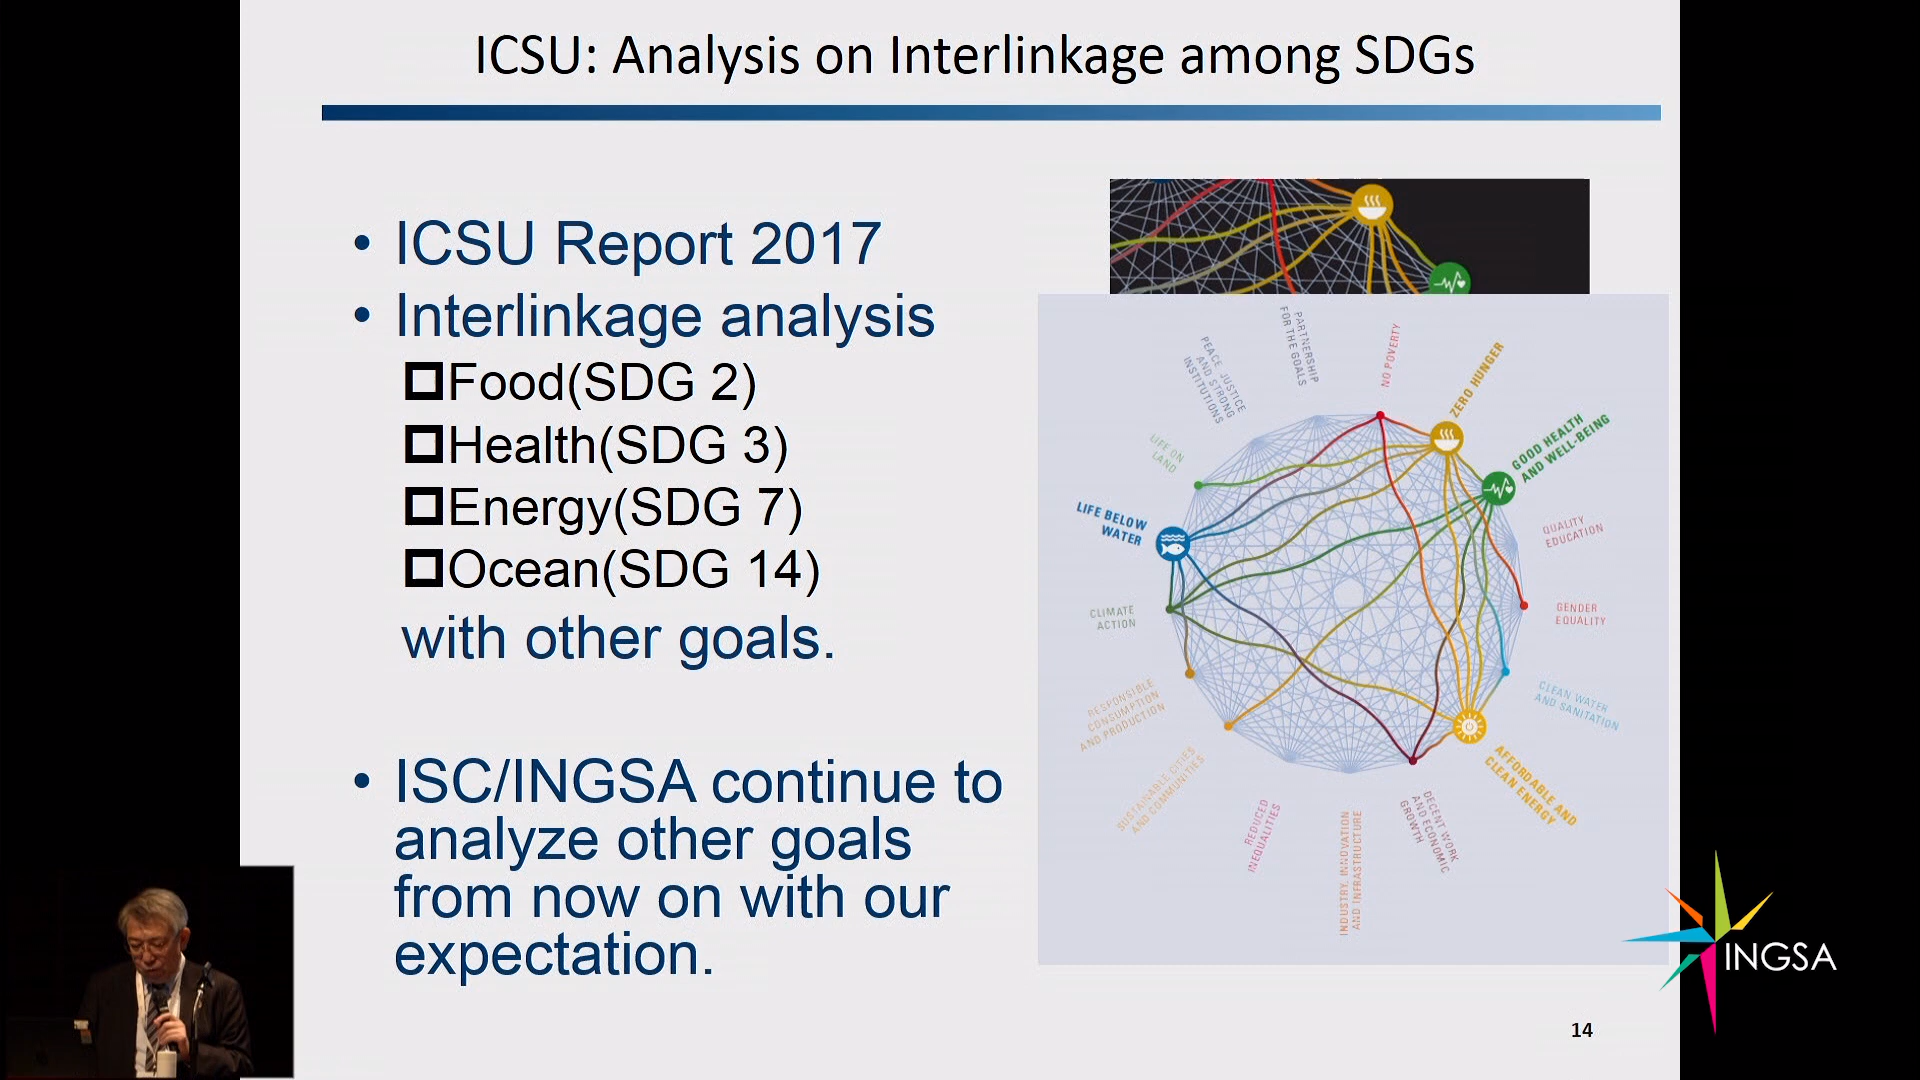 ICSU: Analysis on Interlinkage among SDGs
• ICSU Report 2017
• Interlinkage analysis
Food(SDG 2)
Health(SDG 3)
Energy(SDG 7)
Ocean(SDG 14)
with other goals.
• ISC/INGSA continue to
analyze other goals
from now on with our
expectation.
PARTNERSHIP
FOR THE GOALS
NO POVERTY
ZERO HUNGER
GOOD HEALTH
AND WELL-BEING
QUALITY
EDUCATION
GENDER
EQUALITY
CLEAN WATER
AND SANITATION
AFFORDABLE AND
CLEAN ENERGY
DECENT WORK
AND ECONOMIC
GROWTH
INDUSTRY, INNOVATION
AND INFRASTRUCTURE
REDUCED
INEQUALITIES
SUSTAINABLE CITIES
AND COMMUNITIES
RESPONSIBLE
CONSUMPTION
AND PRODUCTION
CLIMATE
ACTION
LIFE BELOW
WATER
LIFE ON
LAND
PEACE, JUSTICE
AND STRONG
INSTITUTIONS
INGSA
14